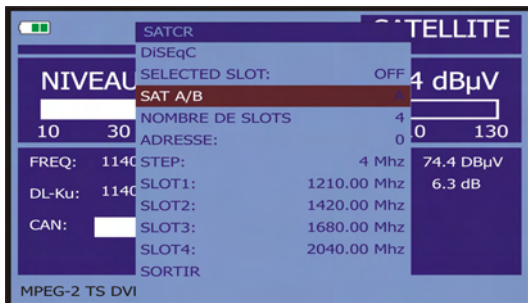 SATELLITE
SATCR
DiSEqC
SELECTED SLOT: OFF
SAT A/B A
NOMBRE DE SLOTS 4
ADRESSE: 0
STEP: 4 Mhz
SLOT1: 1210.00 Mhz
SLOT2: 1420.00 Mhz
SLOT3: 1680.00 Mhz
SLOT4: 2040.00 Mhz
SORTIR
NIVEAU 4 dBµV
10 30 0 130
FREQ: 1140 74.4 DBµV
DL-Ku: 1140 6.3 dB
CAN:
MPEG-2 TS DVI